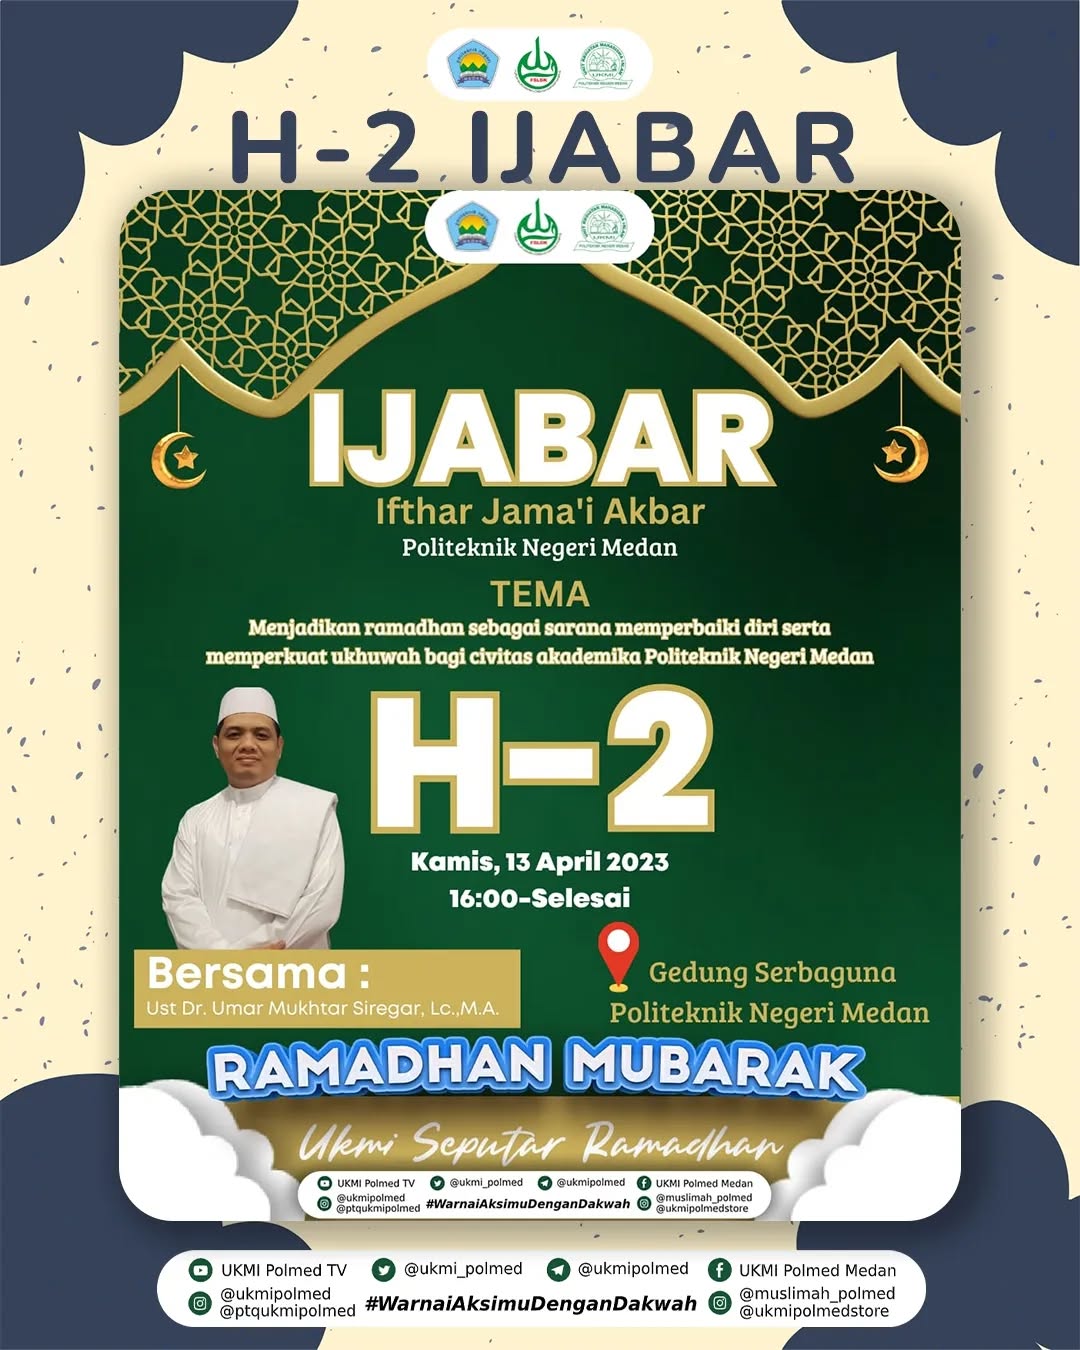 H-2 IJABAR
IJABAR
Ifthar Jama'i Akbar
Politeknik Negeri Medan
TEMA
Menjadikan ramadhan sebagai sarana memperbaiki diri serta
memperkuat ukhuwah bagi civitas akademika Politeknik Negeri Medan
H-2
Kamis, 13 April 2023
16:00-Selesai
Bersama :
Ust Dr. Umar Mukhtar Siregar, Lc.,M.A.
Gedung Serbaguna
Politeknik Negeri Medan
RAMADHAN MUBARAK
Ukmi Seputar Ramadhan
UKMI Polmed TV @ukmi_polmed @ukmipolmed UKMI Polmed Medan
@ukmipolmed
@ptqukmipolmed
#WarnaiAksimuDenganDakwah
@muslimah_polmed
@ukmipolmedstore
UKMI Polmed TV @ukmi_polmed @ukmipolmed UKMI Polmed Medan
@ukmipolmed
@ptqukmipolmed
#WarnaiAksimuDenganDakwah
@muslimah_polmed
@ukmipolmedstore